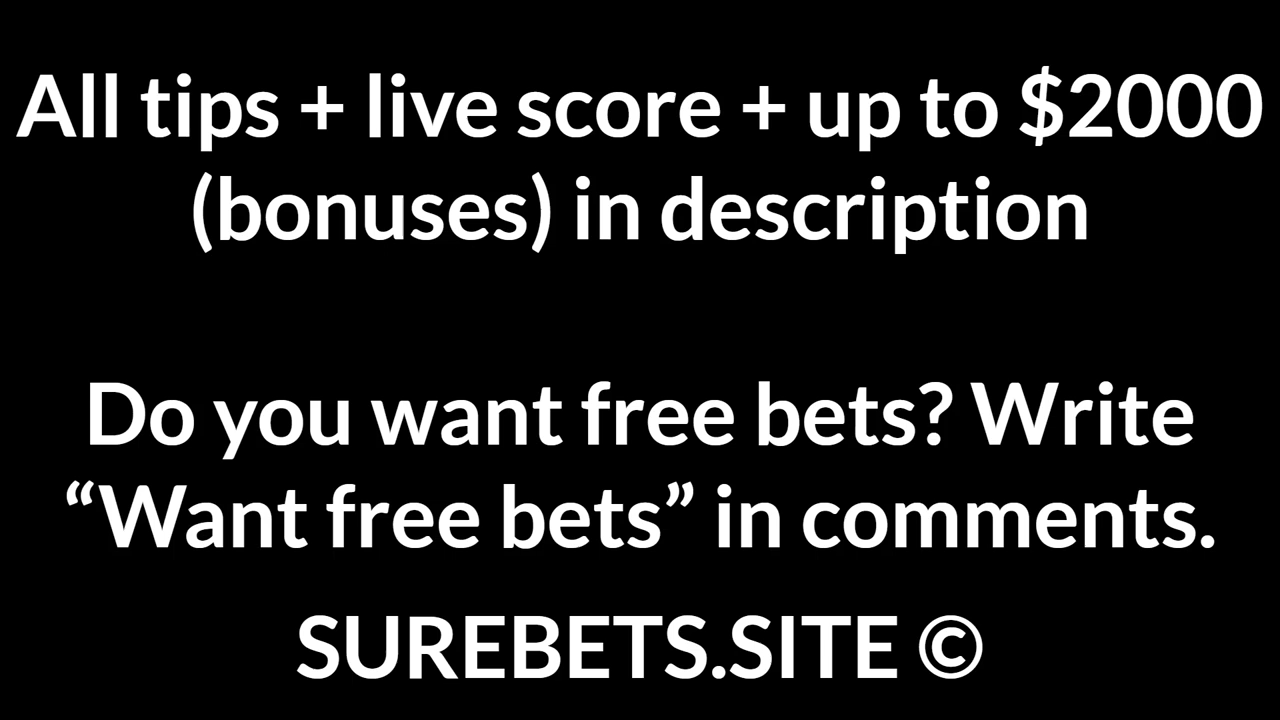 All tips + live score + up to $2000
(bonuses) in description
Do you want free bets? Write
“Want free bets” in comments.
SUREBETS.SITE ©